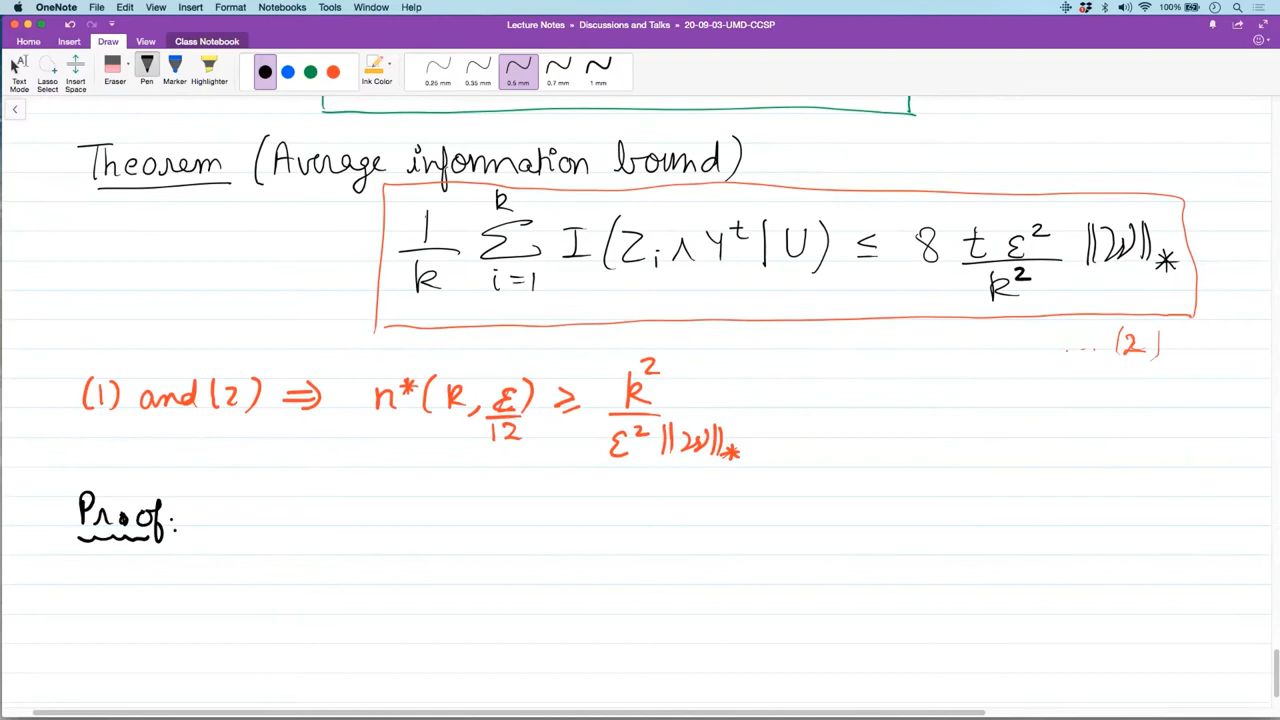 OneNote File Edit View Insert Format Notebooks Tools Window Help 100%
Lecture Notes » Discussions and Talks » 20-09-03-UMD-CCSP
Home Insert Draw View Class Notebook
Text Mode Lasso Select Insert Space Eraser Pen Marker Highlighter Ink Color 0.25 mm 0.35 mm 0.5 mm 0.7 mm 1 mm
Theorem (Average information bound)
1/k Σ_{i=1}^{k} I(Z_i ∧ Y^t | U) ≤ 8 t ε²/k² ‖𝒲‖_*
... (2)
(1) and (2) ⇒ n*(k, ε/12) ≥ k²/(ε² ‖𝒲‖_*)
Proof: